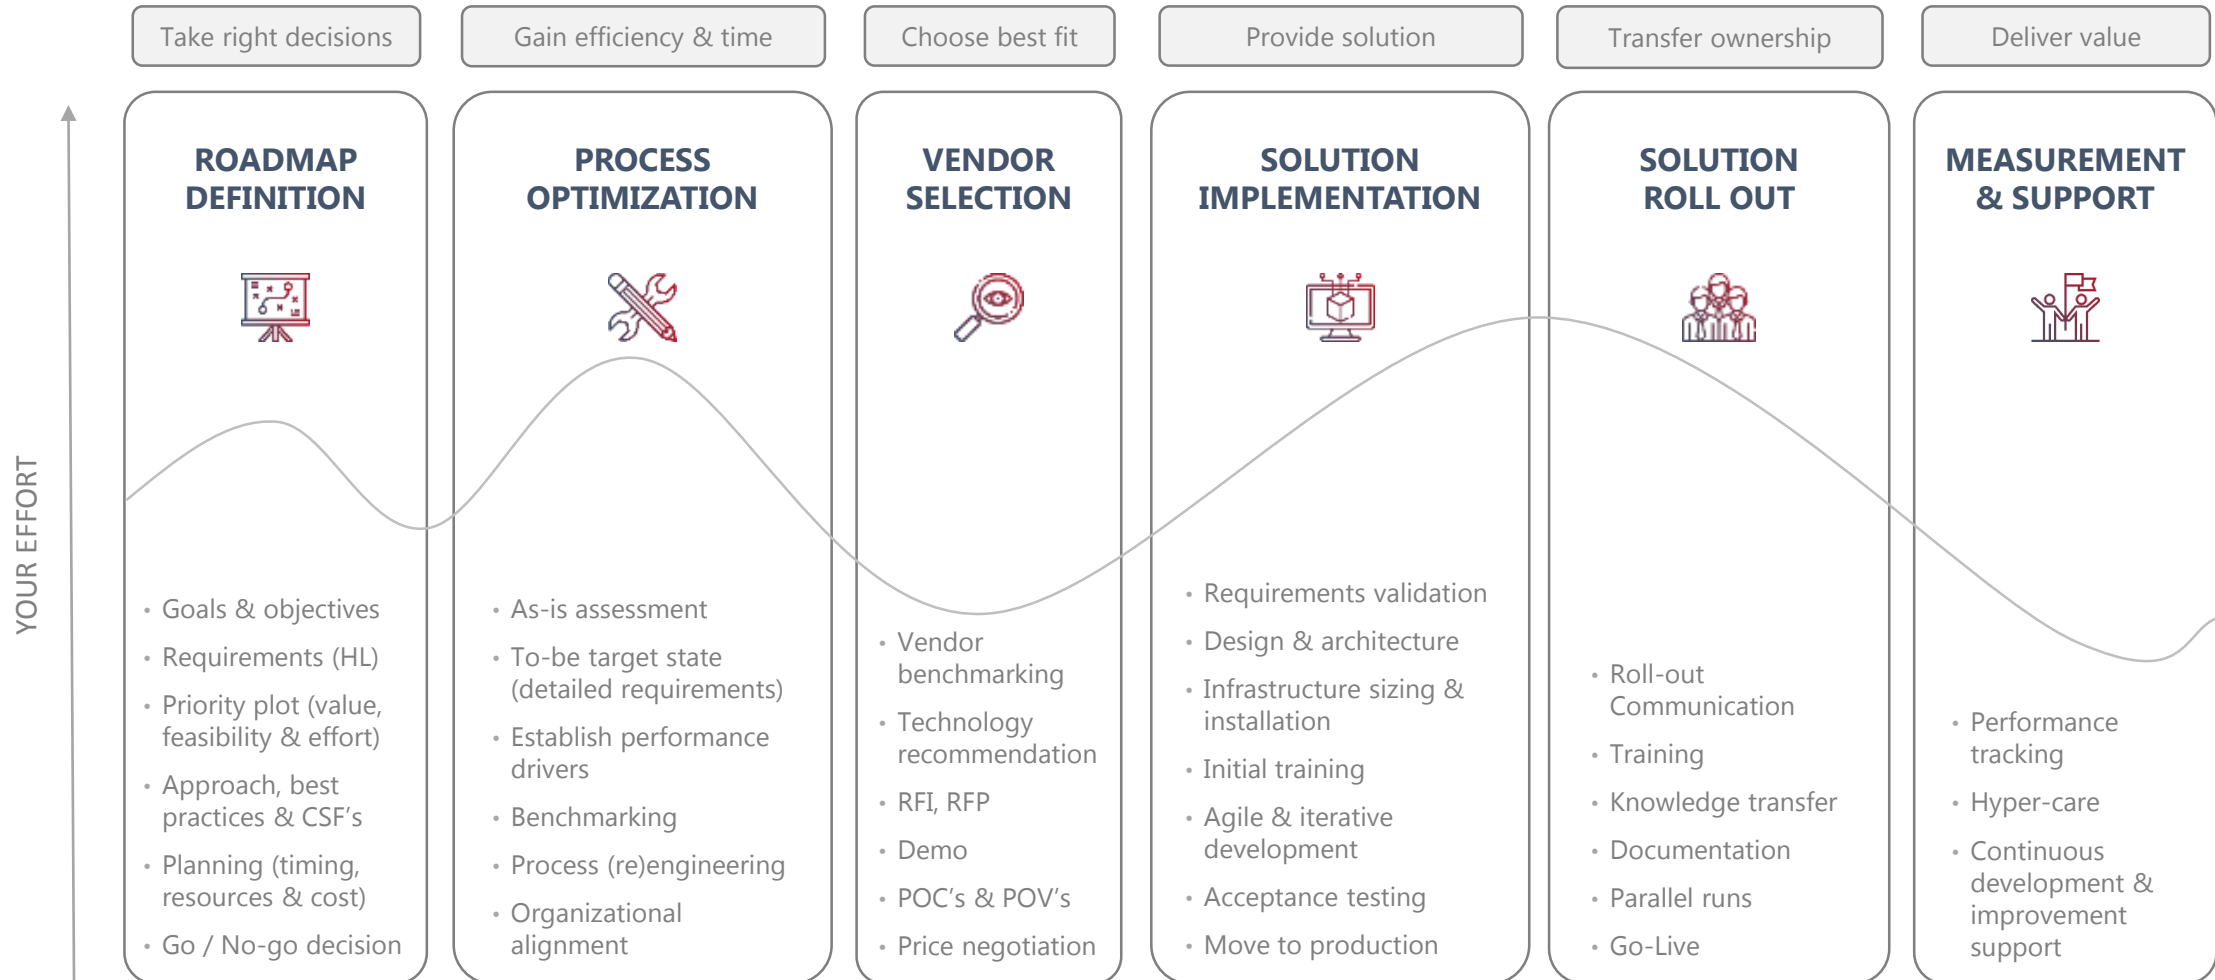 Take right decisions
Gain efficiency & time
Choose best fit
Provide solution
Transfer ownership
Deliver value
YOUR EFFORT
ROADMAP
DEFINITION
• Goals & objectives
• Requirements (HL)
• Priority plot (value,
feasibility & effort)
• Approach, best
practices & CSF's
• Planning (timing,
resources & cost)
• Go / No-go decision
PROCESS
OPTIMIZATION
• As-is assessment
• To-be target state
(detailed requirements)
• Establish performance
drivers
• Benchmarking
• Process (re)engineering
• Organizational
alignment
VENDOR
SELECTION
• Vendor
benchmarking
• Technology
recommendation
• RFI, RFP
• Demo
• POC's & POV's
• Price negotiation
SOLUTION
IMPLEMENTATION
• Requirements validation
• Design & architecture
• Infrastructure sizing &
installation
• Initial training
• Agile & iterative
development
• Acceptance testing
• Move to production
SOLUTION
ROLL OUT
• Roll-out
Communication
• Training
• Knowledge transfer
• Documentation
• Parallel runs
• Go-Live
MEASUREMENT
& SUPPORT
• Performance
tracking
• Hyper-care
• Continuous
development &
improvement
support